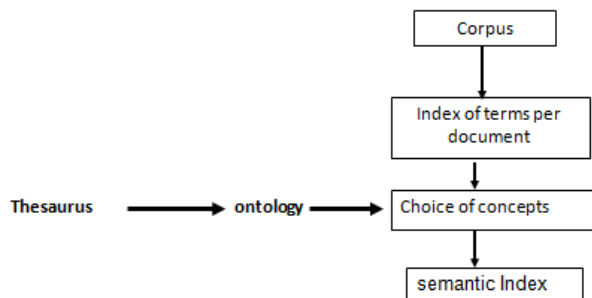 Corpus
Index of terms per
document
Thesaurus
ontology
Choice of concepts
semantic Index